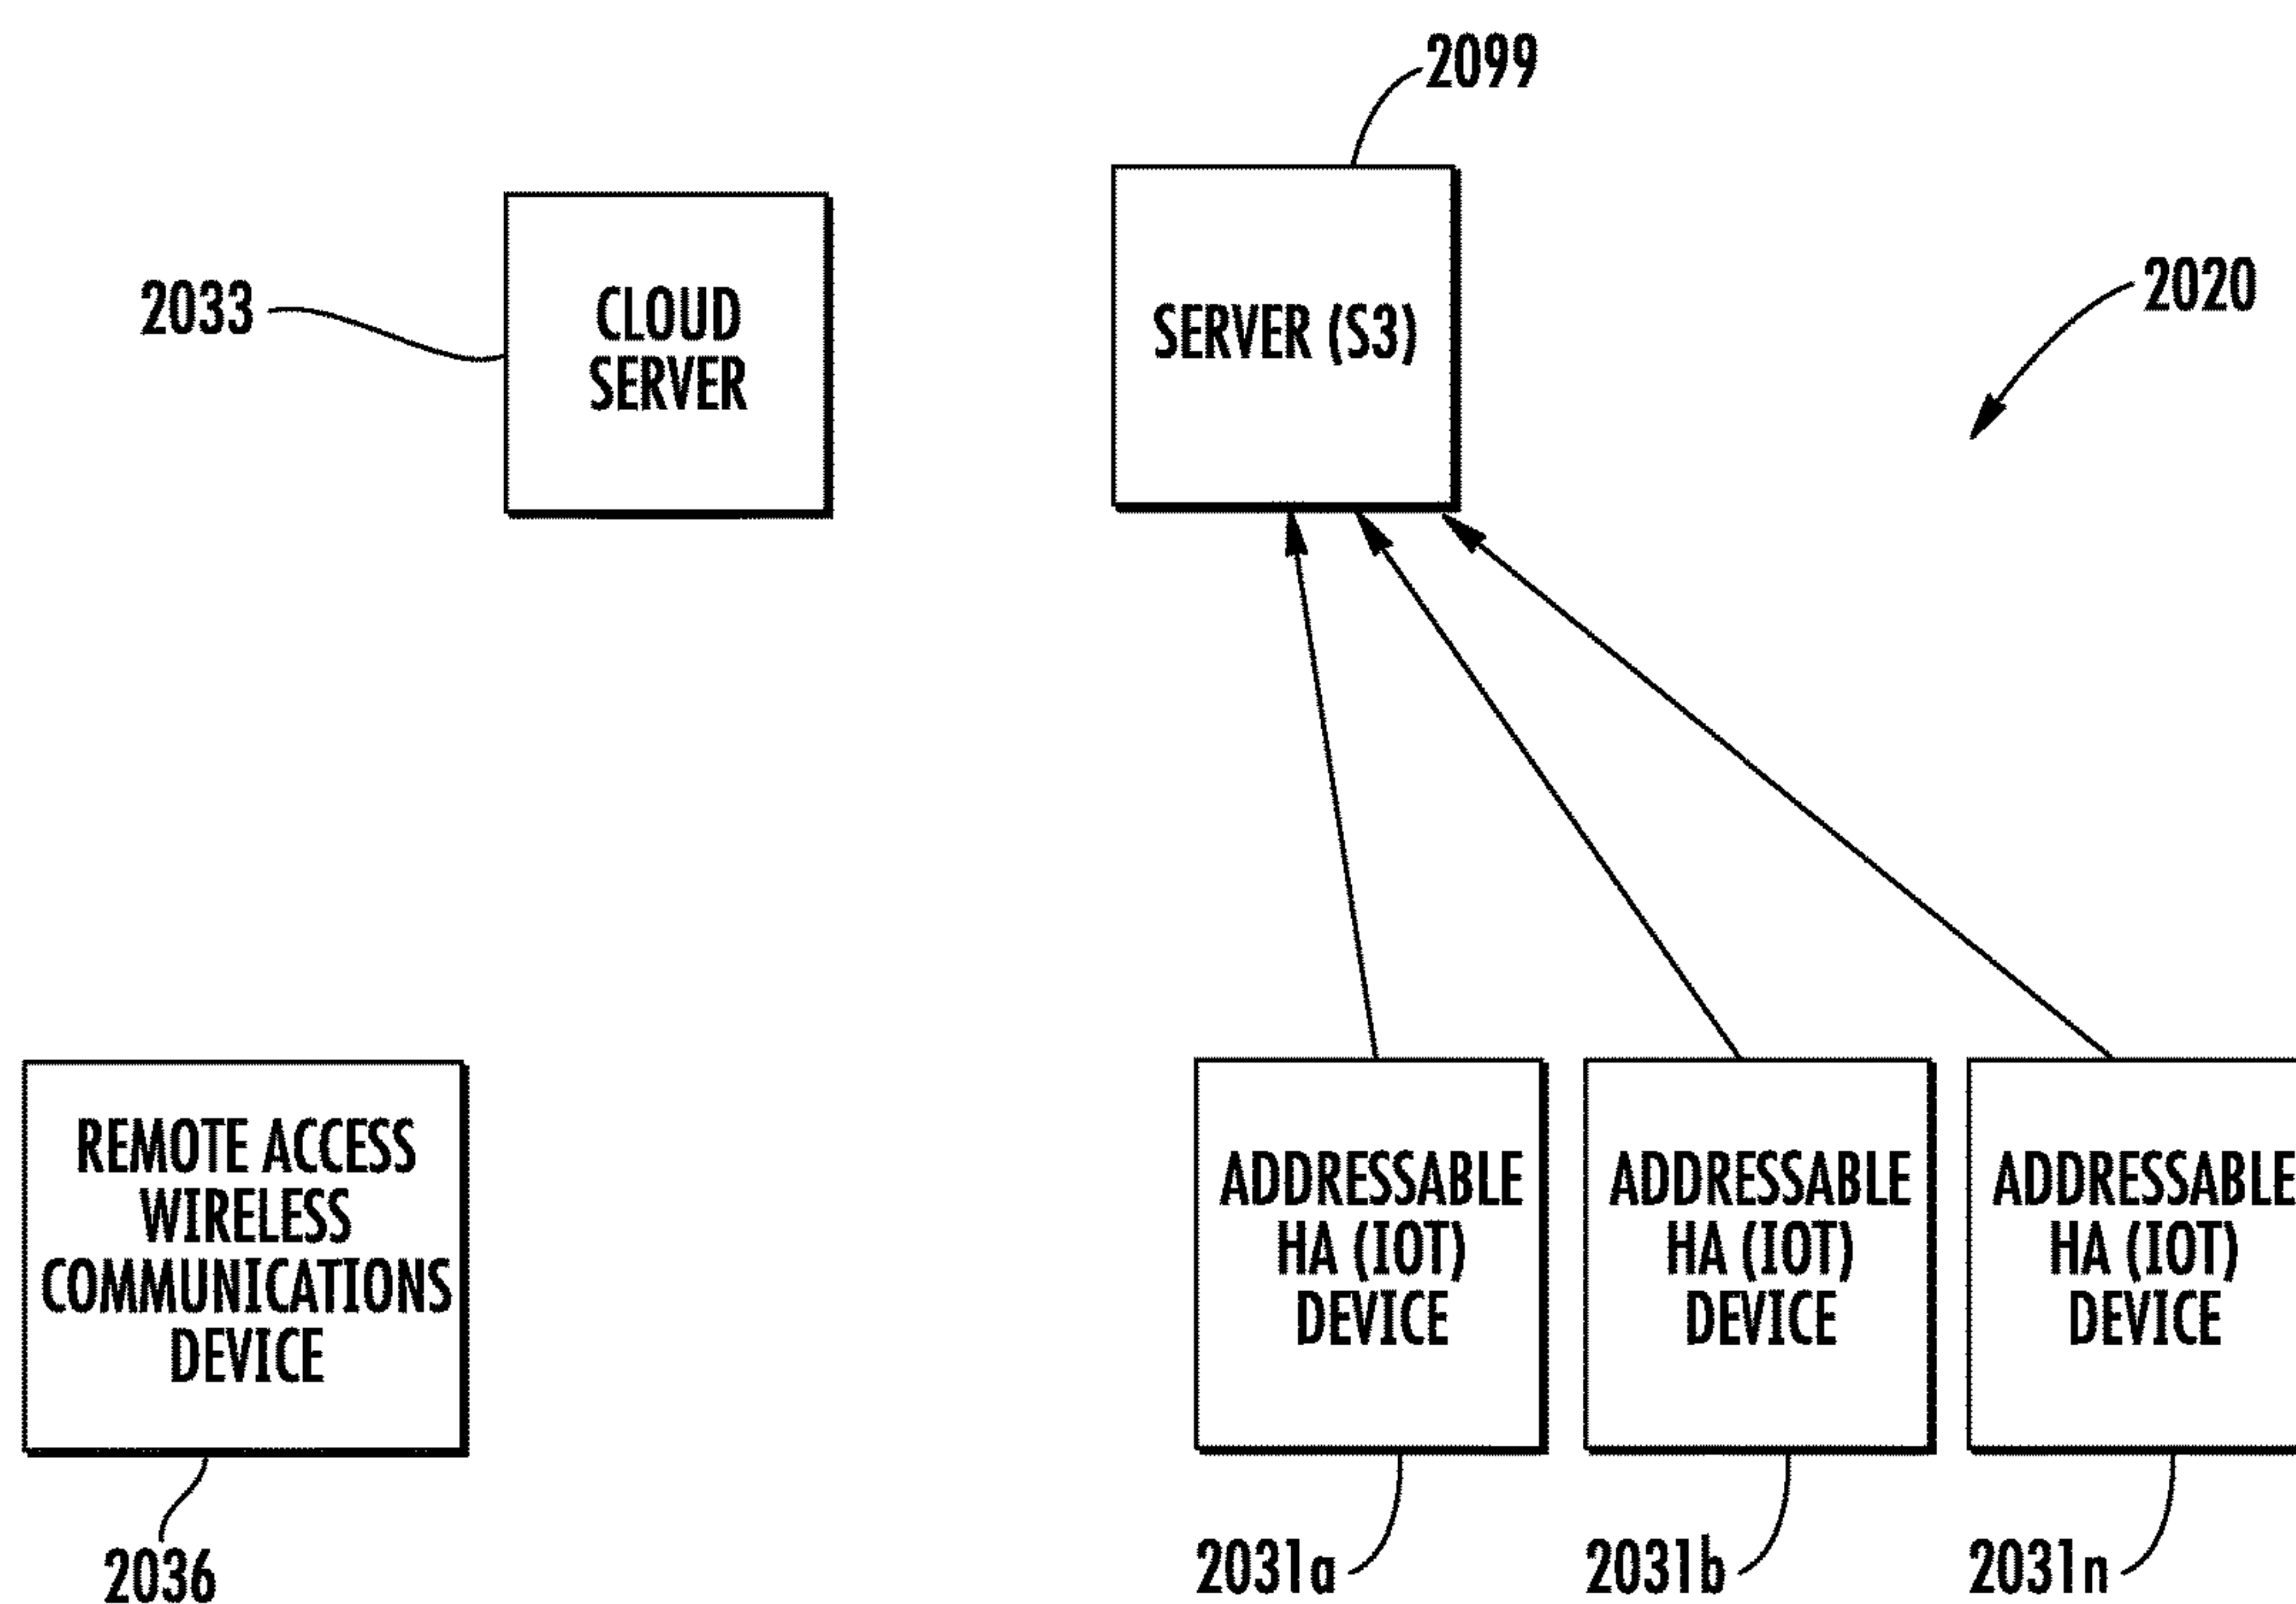 2099
2033
CLOUD
SERVER
SERVER (S3)
2020
REMOTE ACCESS
WIRELESS
COMMUNICATIONS
DEVICE
ADDRESSABLE
HA (IOT)
DEVICE
ADDRESSABLE
HA (IOT)
DEVICE
ADDRESSABLE
HA (IOT)
DEVICE
2036
2031a
2031b
2031n